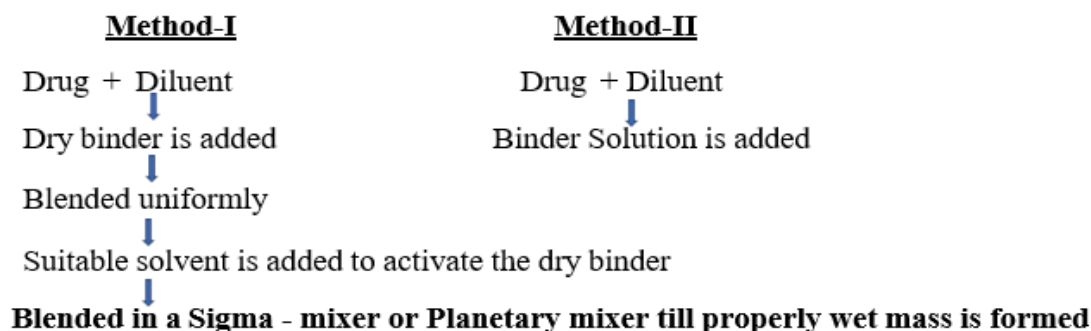 Method-I Method-II
Drug + Diluent Drug + Diluent
Dry binder is added Binder Solution is added
Blended uniformly
Suitable solvent is added to activate the dry binder
Blended in a Sigma - mixer or Planetary mixer till properly wet mass is formed